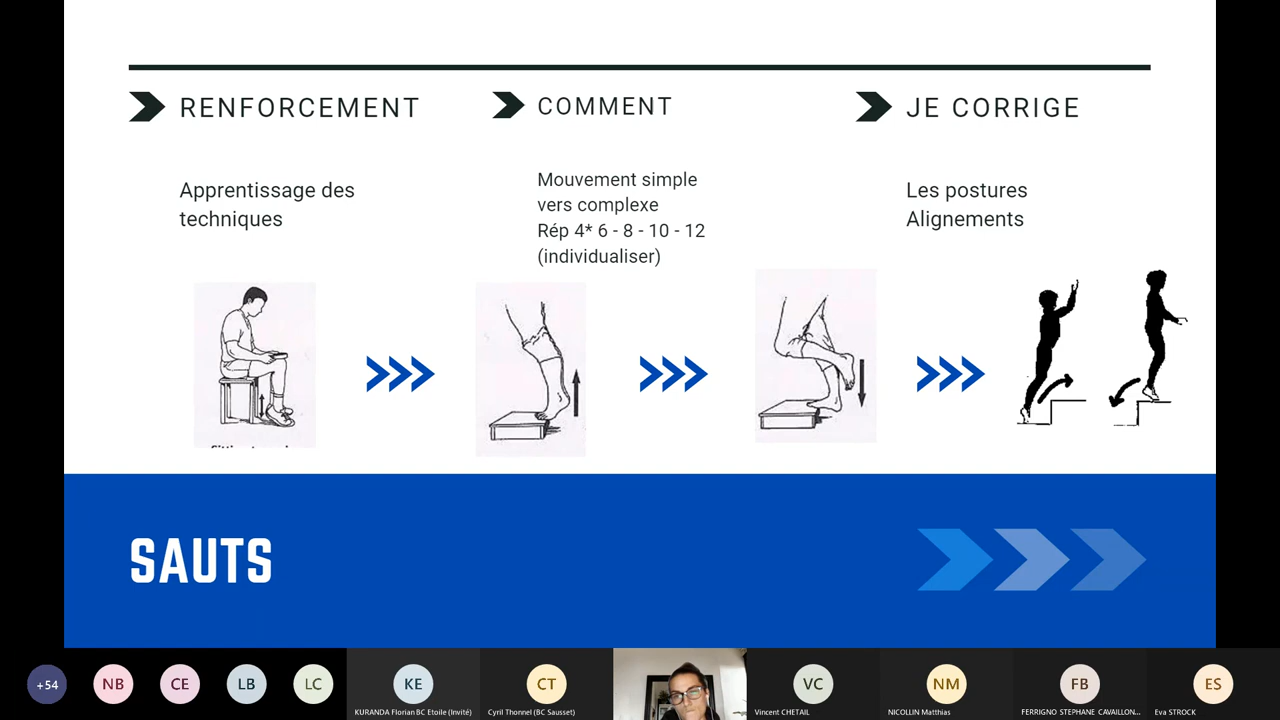 RENFORCEMENT
COMMENT
JE CORRIGE
Apprentissage des
techniques
Mouvement simple
vers complexe
Rép 4* 6 - 8 - 10 - 12
(individualiser)
Les postures
Alignements
SAUTS
+54
NB
CE
LB
LC
KE
KURANDA Florian BC Etoile (Invité)
CT
Cyril Thonnel (BC Sausset)
VC
Vincent CHETAIL
NM
NICOLLIN Matthias
FB
FERRIGNO STEPHANE CAVAILLON...
ES
Eva STROCK